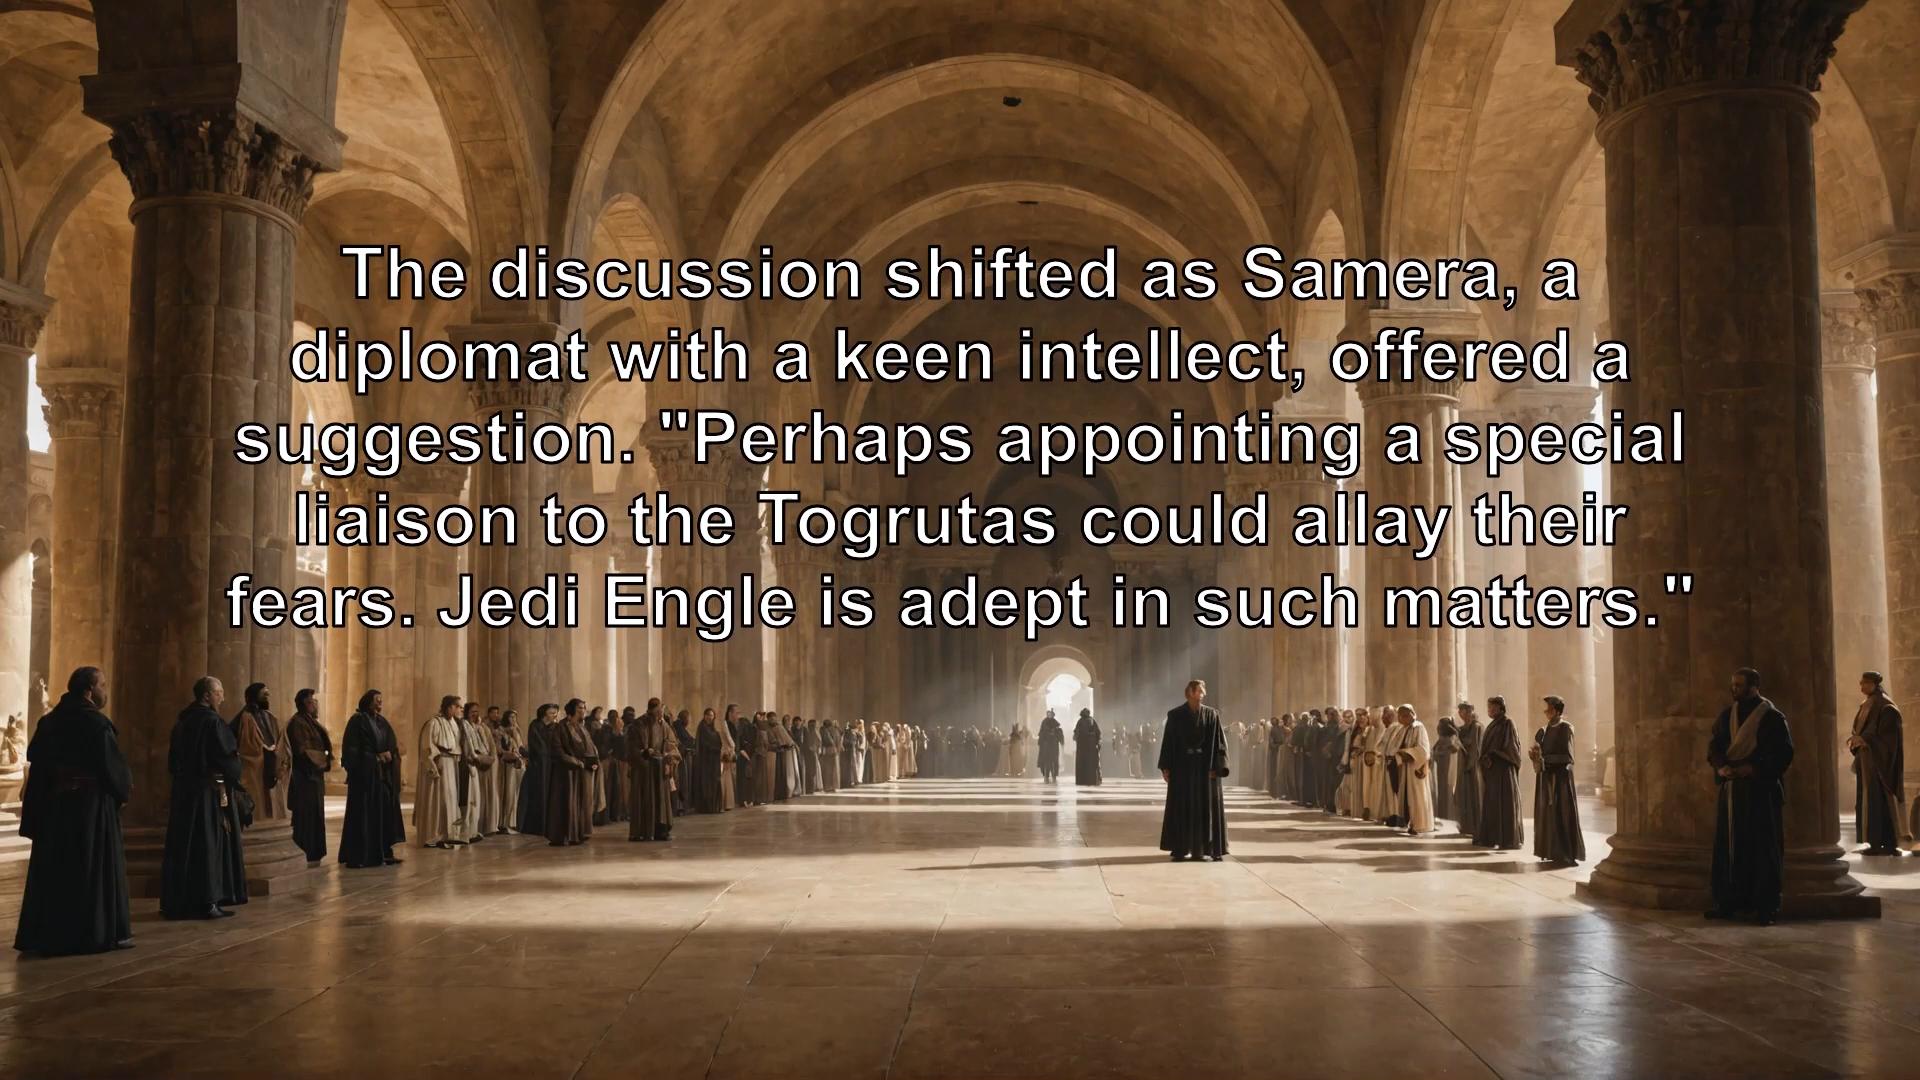 The discussion shifted as Samera, a
diplomat with a keen intellect, offered a
suggestion. "Perhaps appointing a special
liaison to the Togrutas could allay their
fears. Jedi Engle is adept in such matters."